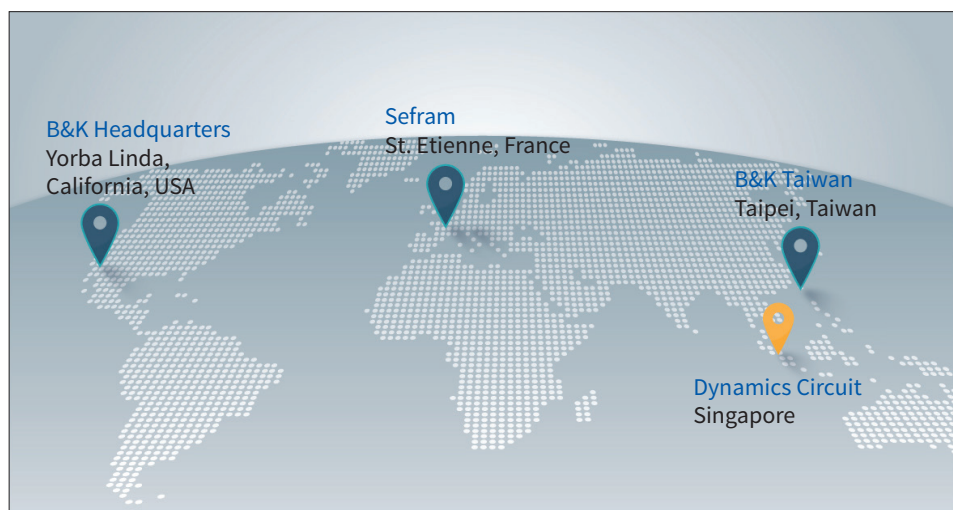 B&K Headquarters
Yorba Linda,
California, USA
Sefram
St. Etienne, France
B&K Taiwan
Taipei, Taiwan
Dynamics Circuit
Singapore